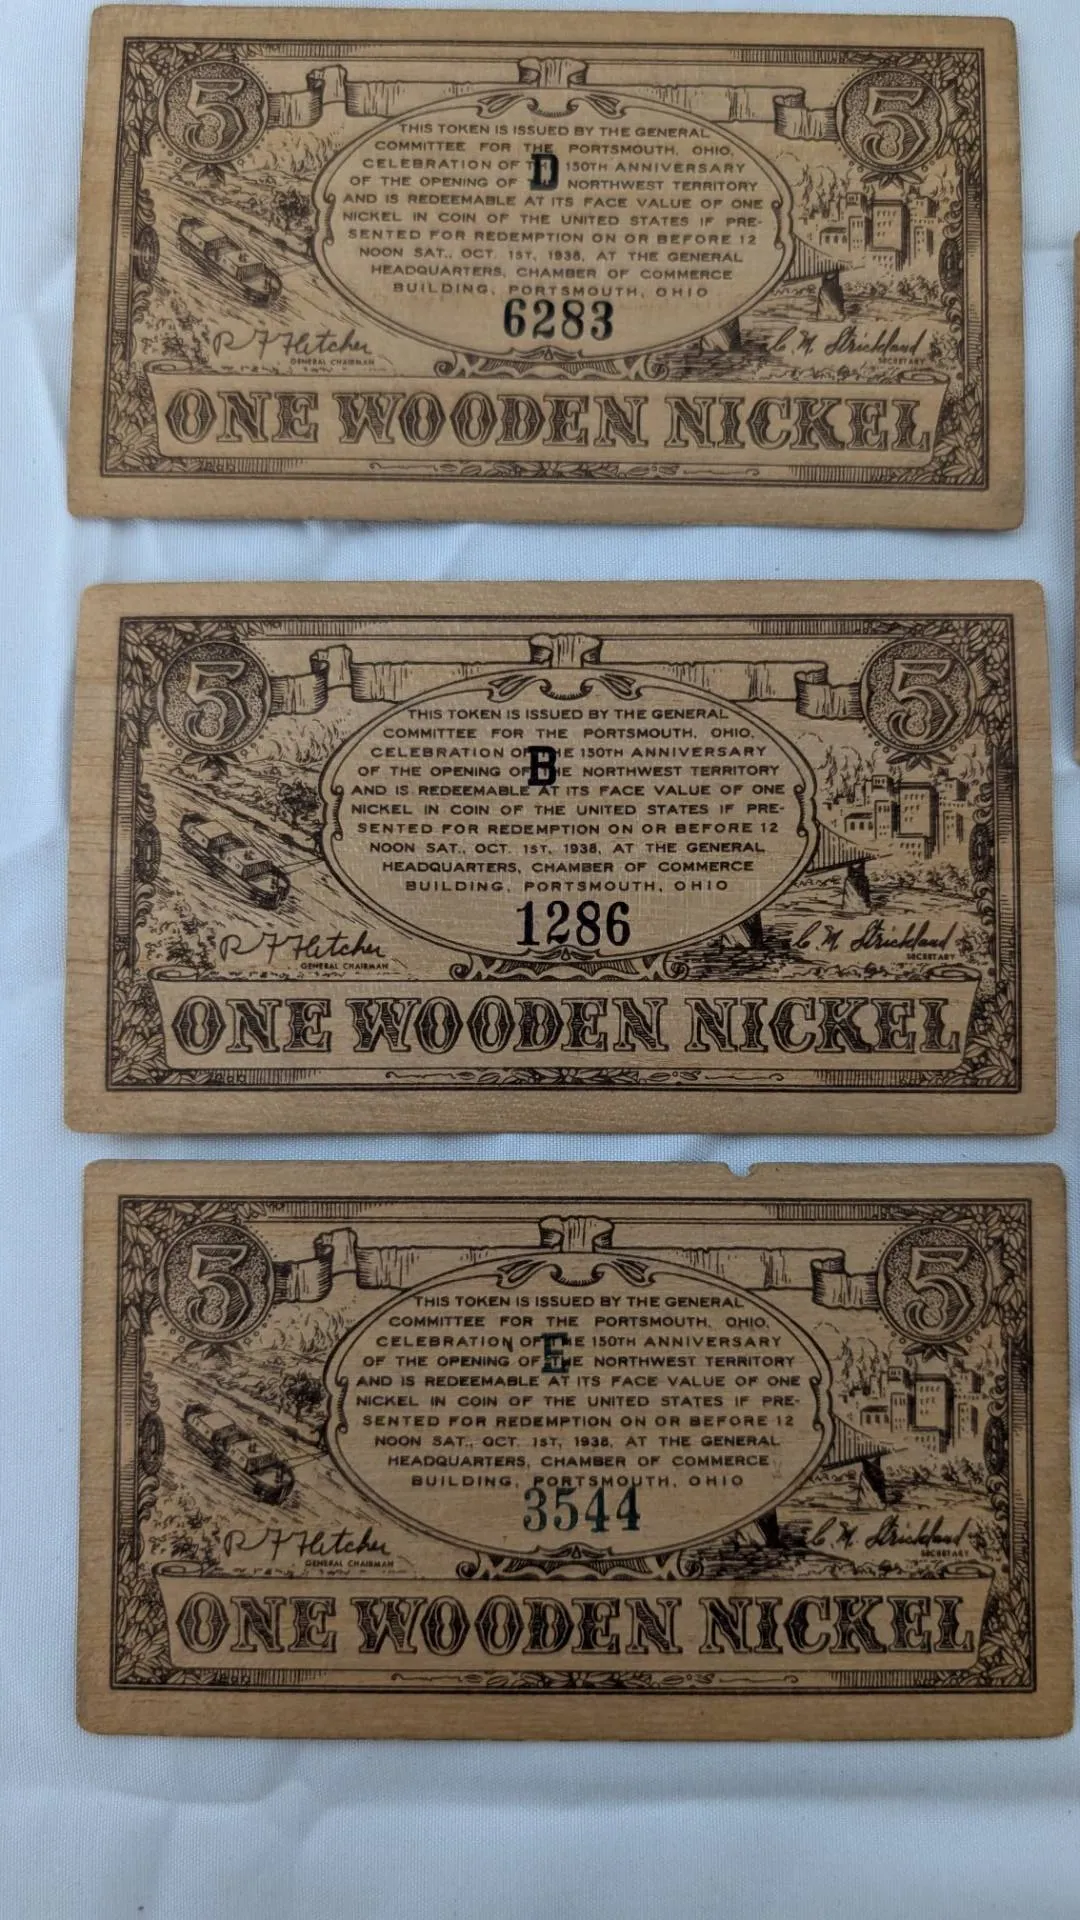 5 5
THIS TOKEN IS ISSUED BY THE GENERAL
COMMITTEE FOR THE PORTSMOUTH, OHIO,
CELEBRATION OF THE 150TH ANNIVERSARY
D
OF THE OPENING OF NORTHWEST TERRITORY
AND IS REDEEMABLE AT ITS FACE VALUE OF ONE
NICKEL IN COIN OF THE UNITED STATES IF PRE-
SENTED FOR REDEMPTION ON OR BEFORE 12
NOON SAT., OCT. 1ST, 1938, AT THE GENERAL
HEADQUARTERS, CHAMBER OF COMMERCE
BUILDING, PORTSMOUTH, OHIO
6283
R F Fletcher
GENERAL CHAIRMAN
C. M. Strickland
SECRETARY
ONE WOODEN NICKEL
5 5
THIS TOKEN IS ISSUED BY THE GENERAL
COMMITTEE FOR THE PORTSMOUTH, OHIO,
CELEBRATION OF THE 150TH ANNIVERSARY
B
OF THE OPENING OF THE NORTHWEST TERRITORY
AND IS REDEEMABLE AT ITS FACE VALUE OF ONE
NICKEL IN COIN OF THE UNITED STATES IF PRE-
SENTED FOR REDEMPTION ON OR BEFORE 12
NOON SAT., OCT. 1ST, 1938, AT THE GENERAL
HEADQUARTERS, CHAMBER OF COMMERCE
BUILDING, PORTSMOUTH, OHIO
1286
R F Fletcher
GENERAL CHAIRMAN
C. M. Strickland
SECRETARY
ONE WOODEN NICKEL
5 5
THIS TOKEN IS ISSUED BY THE GENERAL
COMMITTEE FOR THE PORTSMOUTH, OHIO,
CELEBRATION OF THE 150TH ANNIVERSARY
E
OF THE OPENING OF THE NORTHWEST TERRITORY
AND IS REDEEMABLE AT ITS FACE VALUE OF ONE
NICKEL IN COIN OF THE UNITED STATES IF PRE-
SENTED FOR REDEMPTION ON OR BEFORE 12
NOON SAT., OCT. 1ST, 1938, AT THE GENERAL
HEADQUARTERS, CHAMBER OF COMMERCE
BUILDING, PORTSMOUTH, OHIO
3544
R F Fletcher
GENERAL CHAIRMAN
C. M. Strickland
SECRETARY
ONE WOODEN NICKEL